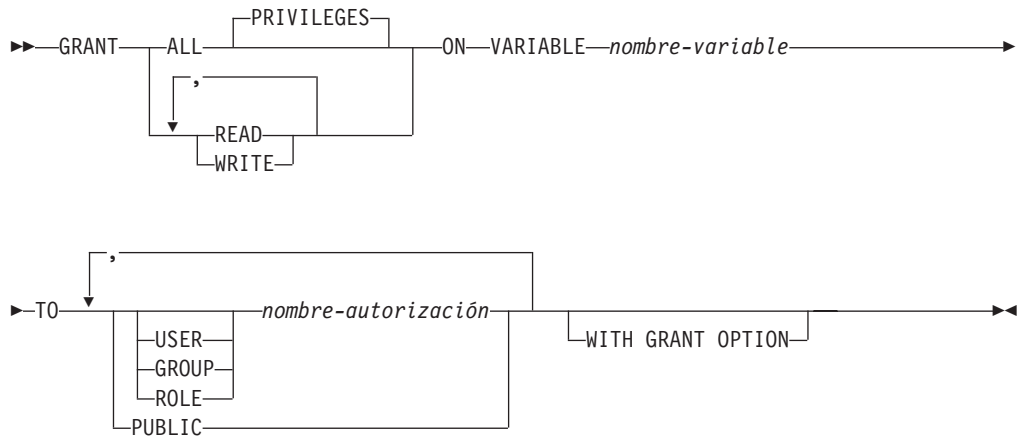 PRIVILEGES
GRANT ALL ON VARIABLE nombre-variable
,
READ
WRITE
,
TO nombre-autorización
USER WITH GRANT OPTION
GROUP
ROLE
PUBLIC